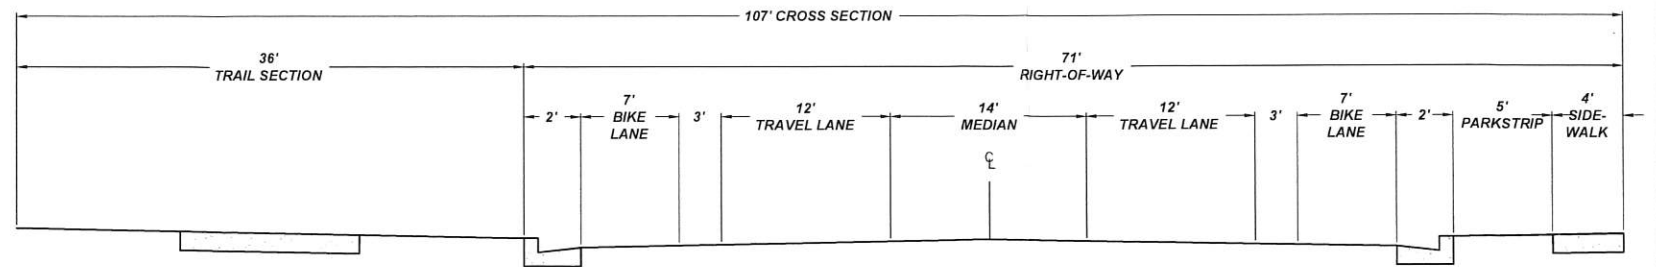 107' CROSS SECTION
36'
TRAIL SECTION
71'
RIGHT-OF-WAY
2'
7'
BIKE
LANE
3'
12'
TRAVEL LANE
14'
MEDIAN
12'
TRAVEL LANE
3'
7'
BIKE
LANE
2'
5'
PARKSTRIP
4'
SIDE-
WALK
℄